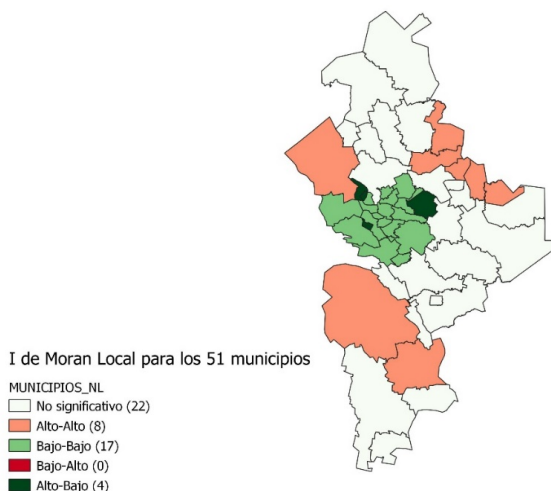 I de Moran Local para los 51 municipios
MUNICIPIOS_NL
No significativo (22)
Alto-Alto (8)
Bajo-Bajo (17)
Bajo-Alto (0)
Alto-Bajo (4)